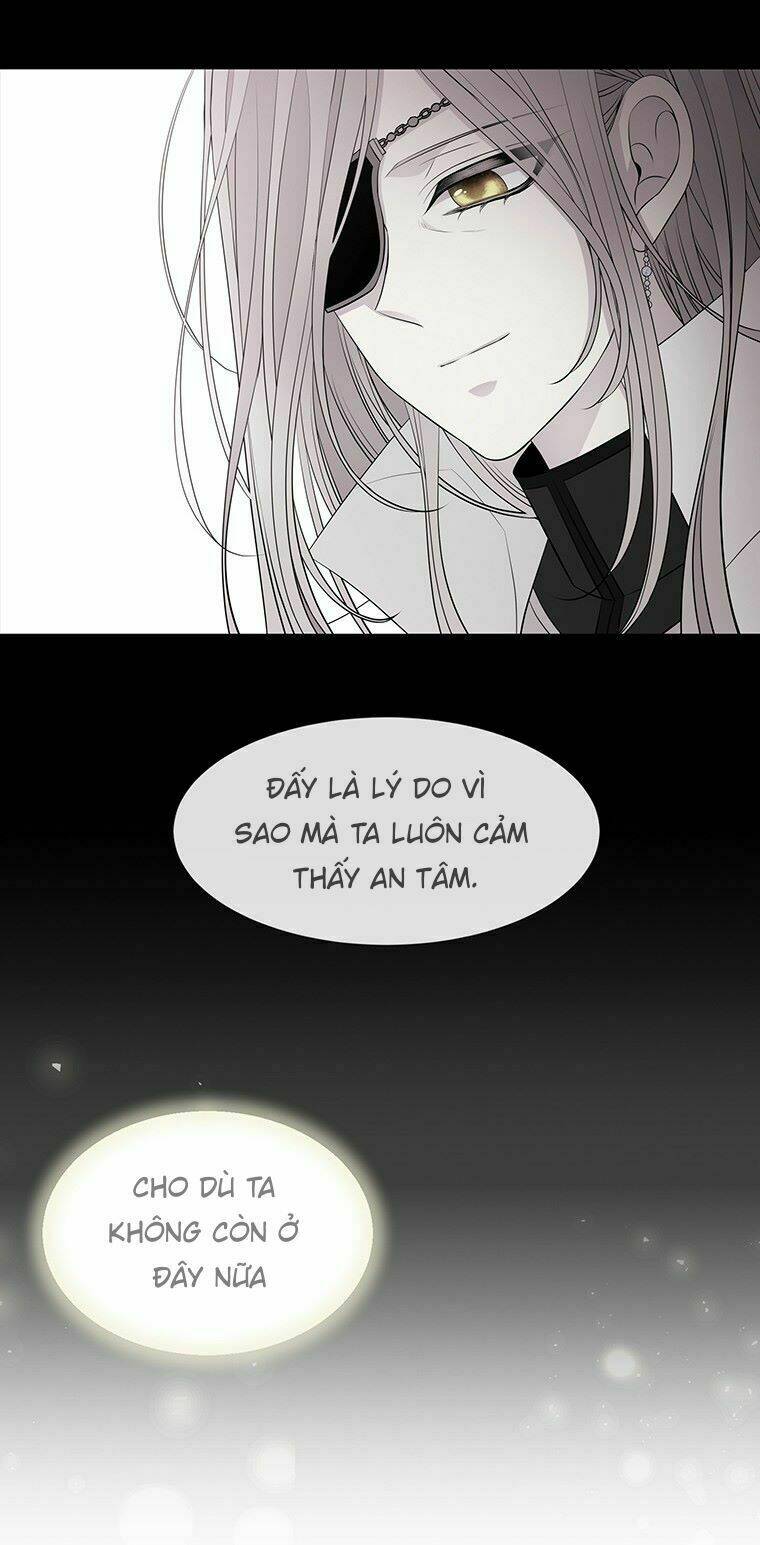 ĐẤY LÀ LÝ DO VÌ
SAO MÀ TA LUÔN CẢM
THẤY AN TÂM.
CHO DÙ TA
KHÔNG CÒN Ở
ĐÂY NỮA